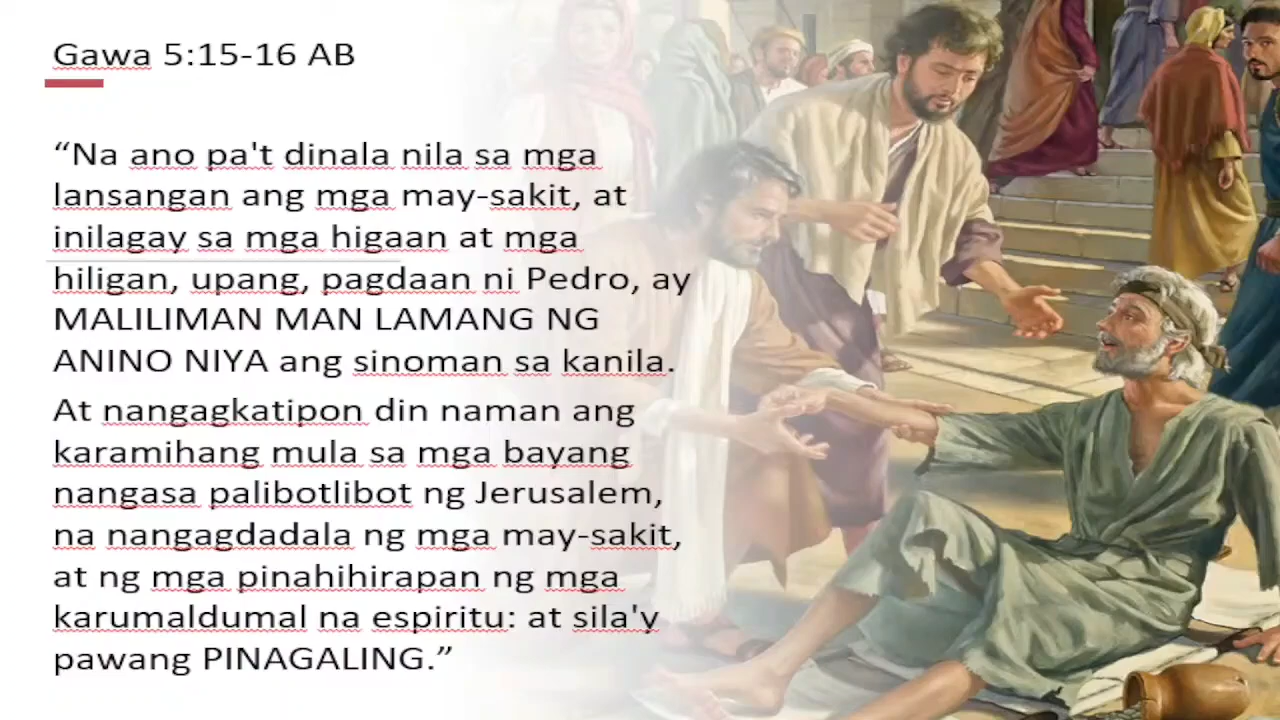 Gawa 5:15-16 AB
“Na ano pa't dinala nila sa mga
lansangan ang mga may-sakit, at
inilagay sa mga higaan at mga
hiligan, upang, pagdaan ni Pedro, ay
MALILIMAN MAN LAMANG NG
ANINO NIYA ang sinoman sa kanila.
At nangagkatipon din naman ang
karamihang mula sa mga bayang
nangasa palibotlibot ng Jerusalem,
na nangagdadala ng mga may-sakit,
at ng mga pinahihirapan ng mga
karumaldumal na espiritu: at sila'y
pawang PINAGALING.”